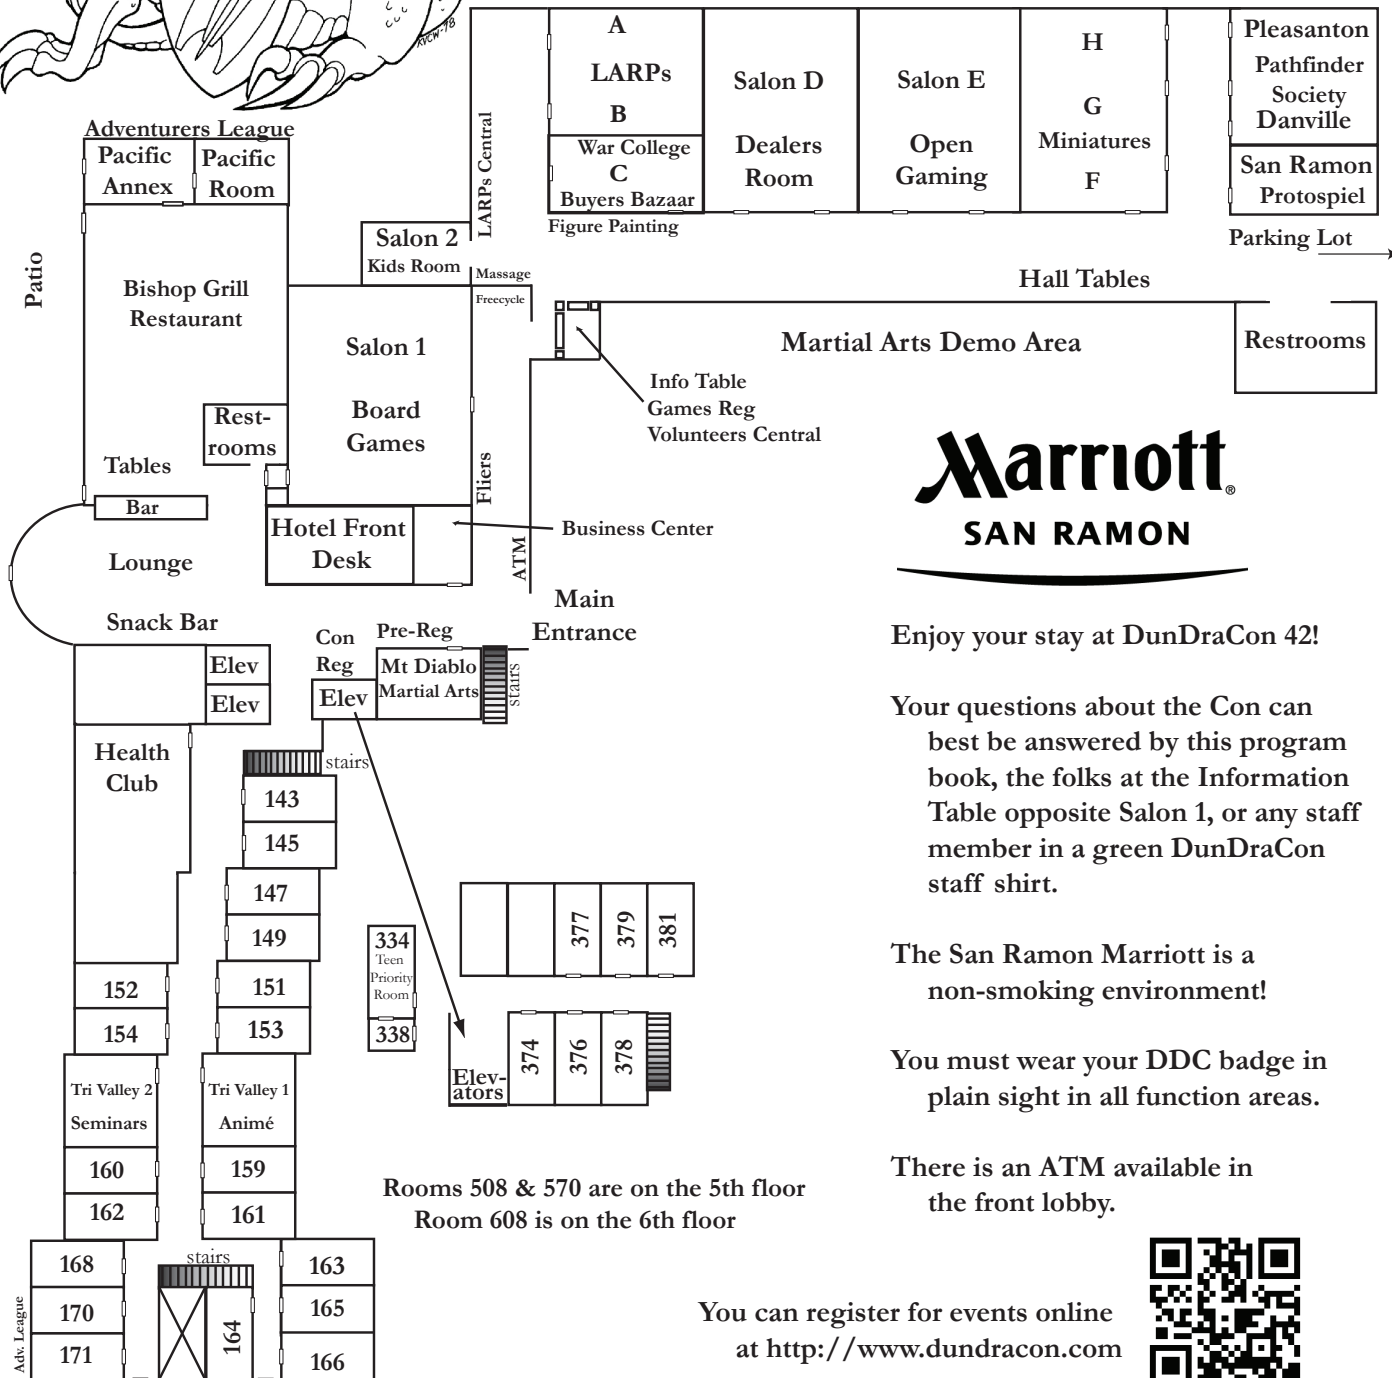 KVCW-'18
A
LARPs
B
War College
C
Buyers Bazaar
Figure Painting
Salon D
Dealers
Room
Salon E
Open
Gaming
H
G
Miniatures
F
Pleasanton
Pathfinder
Society
Danville
San Ramon
Protospiel
Parking Lot
Adventurers League
Pacific
Annex
Pacific
Room
LARPs Central
Salon 2
Kids Room
Massage
Freecycle
Patio
Bishop Grill
Restaurant
Salon 1
Board
Games
Hall Tables
Martial Arts Demo Area
Restrooms
Info Table
Games Reg
Volunteers Central
Rest-
rooms
Tables
Bar
Fliers
Hotel Front
Desk
Business Center
ATM
Lounge
Main
Entrance
Snack Bar
Con
Reg
Pre-Reg
Elev
Elev
Elev
Mt Diablo
Martial Arts
stairs
Health
Club
stairs
143
145
147
149
151
153
152
154
334
Teen
Priority
Room
338
377
379
381
374
376
378
Elev-
ators
Tri Valley 2
Seminars
Tri Valley 1
Animé
160
162
159
161
168
170
171
Adv. League
stairs
164
163
165
166
Rooms 508 & 570 are on the 5th floor
Room 608 is on the 6th floor
Marriott®
SAN RAMON
Enjoy your stay at DunDraCon 42!
Your questions about the Con can
best be answered by this program
book, the folks at the Information
Table opposite Salon 1, or any staff
member in a green DunDraCon
staff shirt.
The San Ramon Marriott is a
non-smoking environment!
You must wear your DDC badge in
plain sight in all function areas.
There is an ATM available in
the front lobby.
You can register for events online
at http://www.dundracon.com